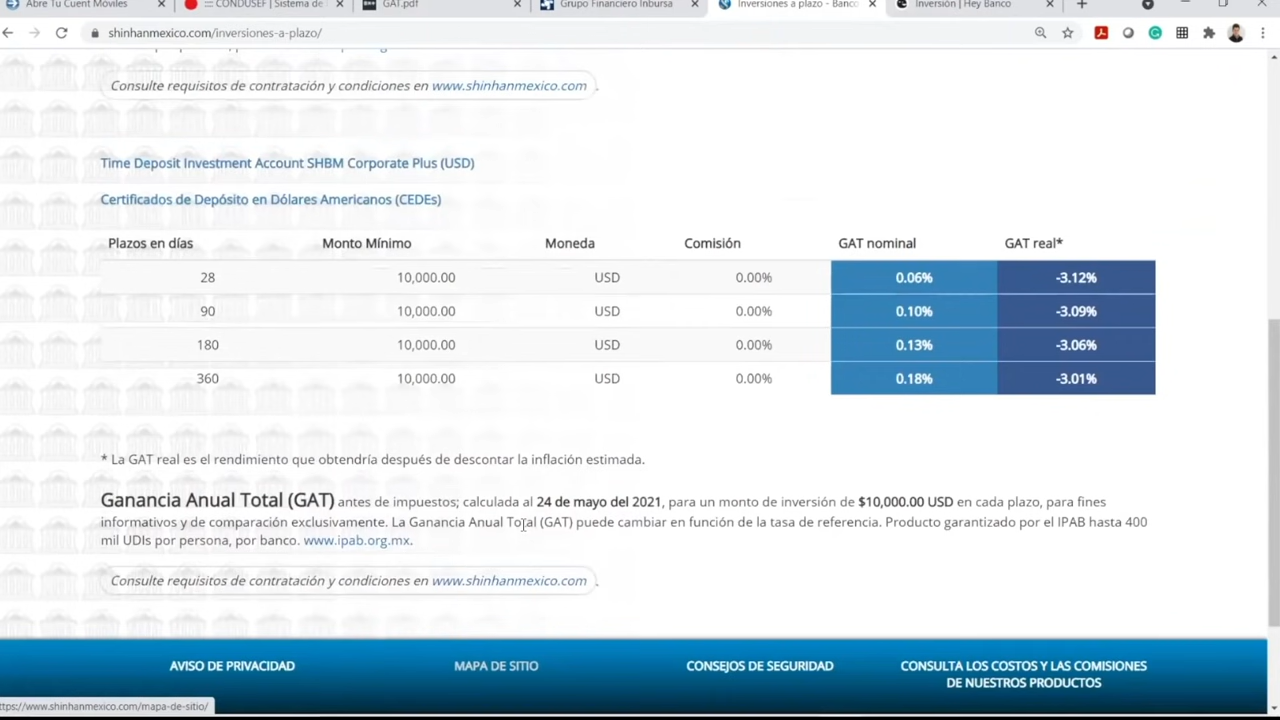 Abre Tu Cuent Móviles
CONDUSEF | Sistema de
GAT.pdf
Grupo Financiero Inbursa
Inversiones a plazo - Banco
Inversión | Hey Banco
shinhanmexico.com/inversiones-a-plazo/
Consulte requisitos de contratación y condiciones en www.shinhanmexico.com .
Time Deposit Investment Account SHBM Corporate Plus (USD)
Certificados de Depósito en Dólares Americanos (CEDEs)
Plazos en días Monto Mínimo Moneda Comisión GAT nominal GAT real*
28 10,000.00 USD 0.00% 0.06% -3.12%
90 10,000.00 USD 0.00% 0.10% -3.09%
180 10,000.00 USD 0.00% 0.13% -3.06%
360 10,000.00 USD 0.00% 0.18% -3.01%
* La GAT real es el rendimiento que obtendría después de descontar la inflación estimada.
Ganancia Anual Total (GAT) antes de impuestos; calculada al 24 de mayo del 2021, para un monto de inversión de $10,000.00 USD en cada plazo, para fines
informativos y de comparación exclusivamente. La Ganancia Anual Total (GAT) puede cambiar en función de la tasa de referencia. Producto garantizado por el IPAB hasta 400
mil UDIs por persona, por banco. www.ipab.org.mx.
Consulte requisitos de contratación y condiciones en www.shinhanmexico.com .
AVISO DE PRIVACIDAD
MAPA DE SITIO
CONSEJOS DE SEGURIDAD
CONSULTA LOS COSTOS Y LAS COMISIONES
DE NUESTROS PRODUCTOS
ttps://www.shinhanmexico.com/mapa-de-sitio/